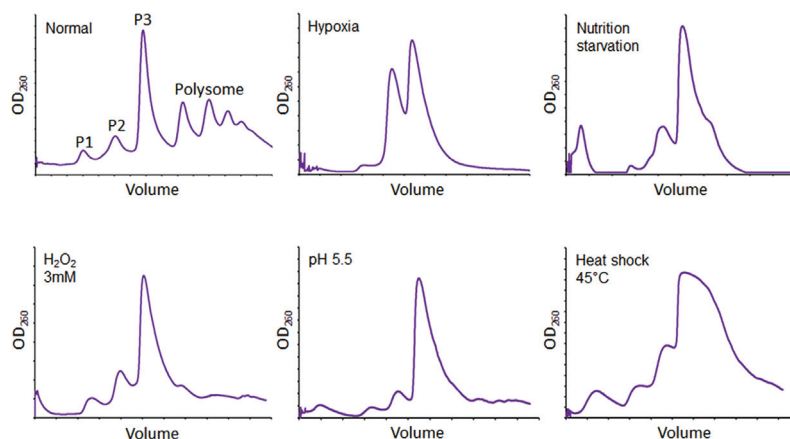 Normal
P1
P2
P3
Polysome
OD260
Volume
Hypoxia
OD260
Volume
Nutrition
starvation
OD260
Volume
H₂O₂
3mM
OD260
Volume
pH 5.5
OD260
Volume
Heat shock
45°C
OD260
Volume